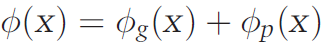 ϕ(x) = ϕ_g(x) + ϕ_p(x)